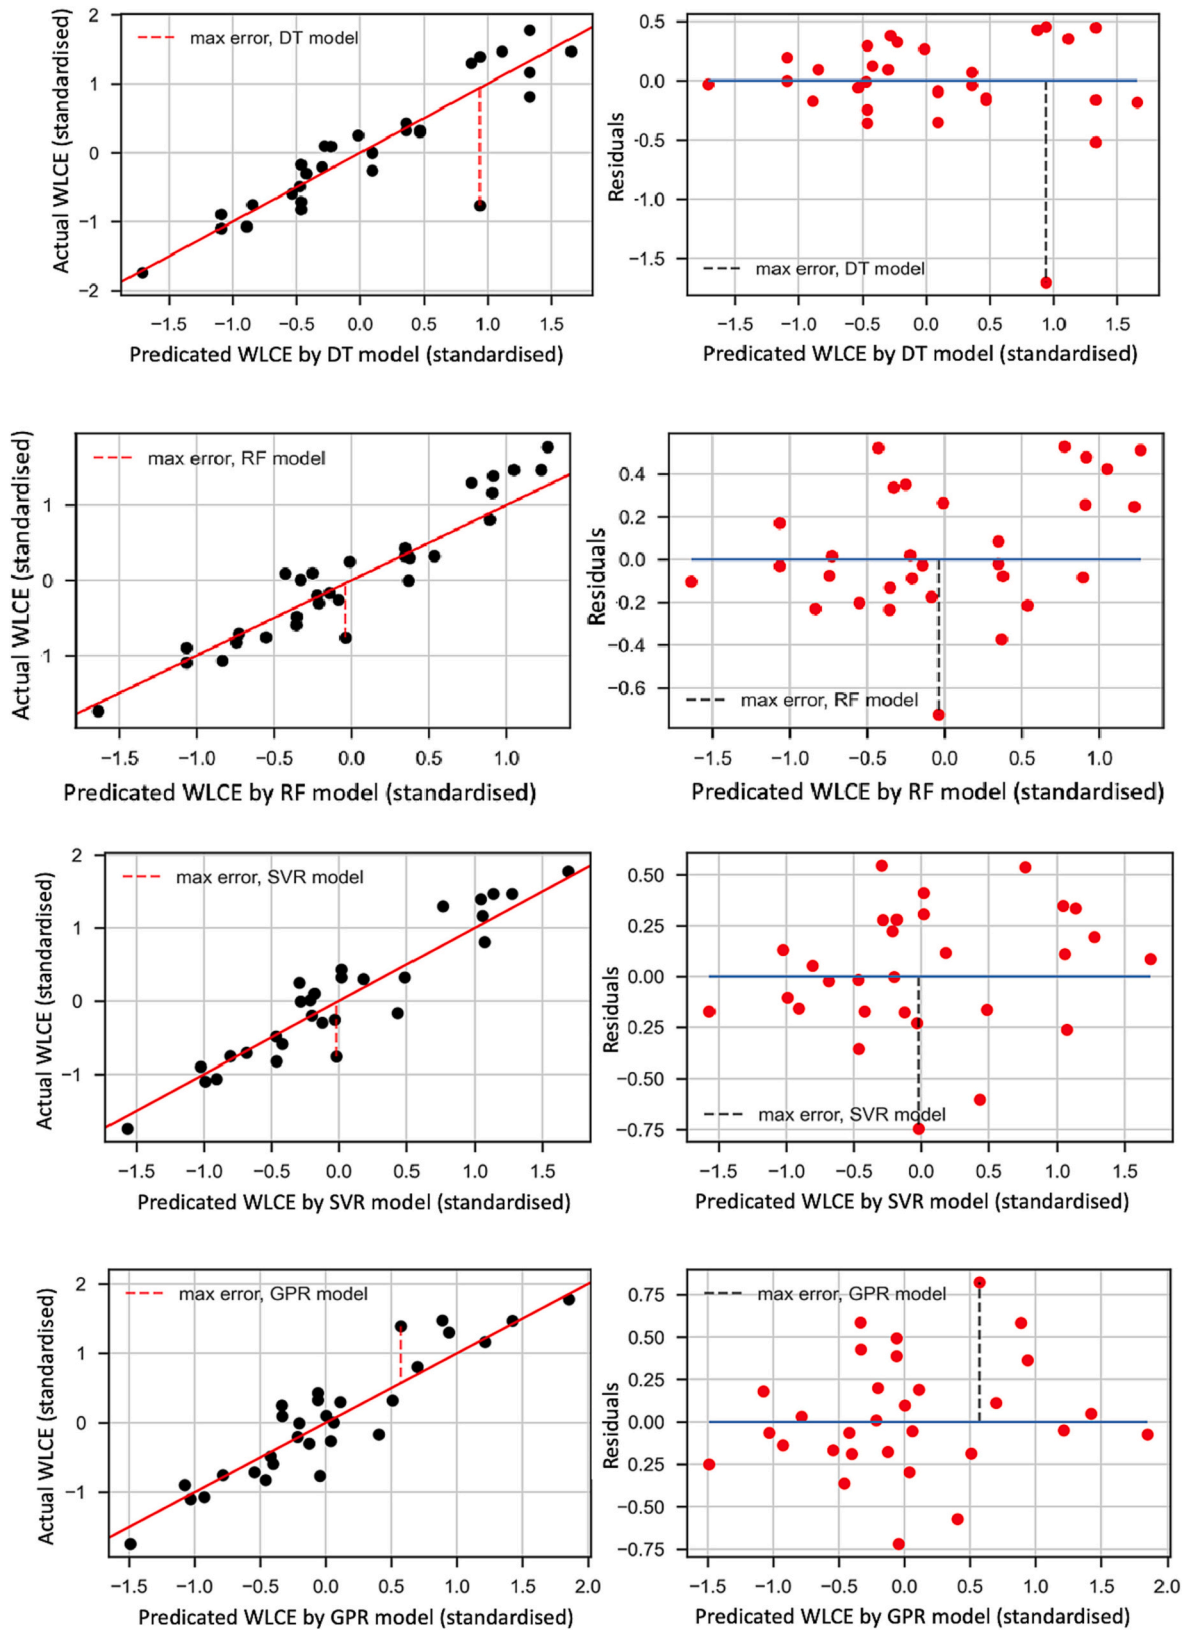 max error, DT model
2
1
0
−1
−2
Actual WLCE (standardised)
−1.5 −1.0 −0.5 0.0 0.5 1.0 1.5
Predicated WLCE by DT model (standardised)
0.5
0.0
-0.5
-1.0
−1.5
Residuals
max error, DT model
−1.5 −1.0 −0.5 0.0 0.5 1.0 1.5
Predicated WLCE by DT model (standardised)
max error, RF model
1
0
1
Actual WLCE (standardised)
−1.5 −1.0 −0.5 0.0 0.5 1.0
Predicated WLCE by RF model (standardised)
0.4
0.2
0.0
−0.2
−0.4
−0.6
Residuals
max error, RF model
−1.5 −1.0 −0.5 0.0 0.5 1.0
Predicated WLCE by RF model (standardised)
max error, SVR model
2
1
0
−1
Actual WLCE (standardised)
−1.5 −1.0 −0.5 0.0 0.5 1.0 1.5
Predicated WLCE by SVR model (standardised)
0.50
0.25
0.00
0.25
−0.50
−0.75
Residuals
max error, SVR model
−1.5 −1.0 −0.5 0.0 0.5 1.0 1.5
Predicated WLCE by SVR model (standardised)
max error, GPR model
2
1
0
−1
Actual WLCE (standardised)
−1.5 −1.0 −0.5 0.0 0.5 1.0 1.5 2.0
Predicated WLCE by GPR model (standardised)
0.75
0.50
0.25
0.00
0.25
−0.50
−0.75
Residuals
max error, GPR model
−1.5 −1.0 −0.5 0.0 0.5 1.0 1.5 2.0
Predicated WLCE by GPR model (standardised)